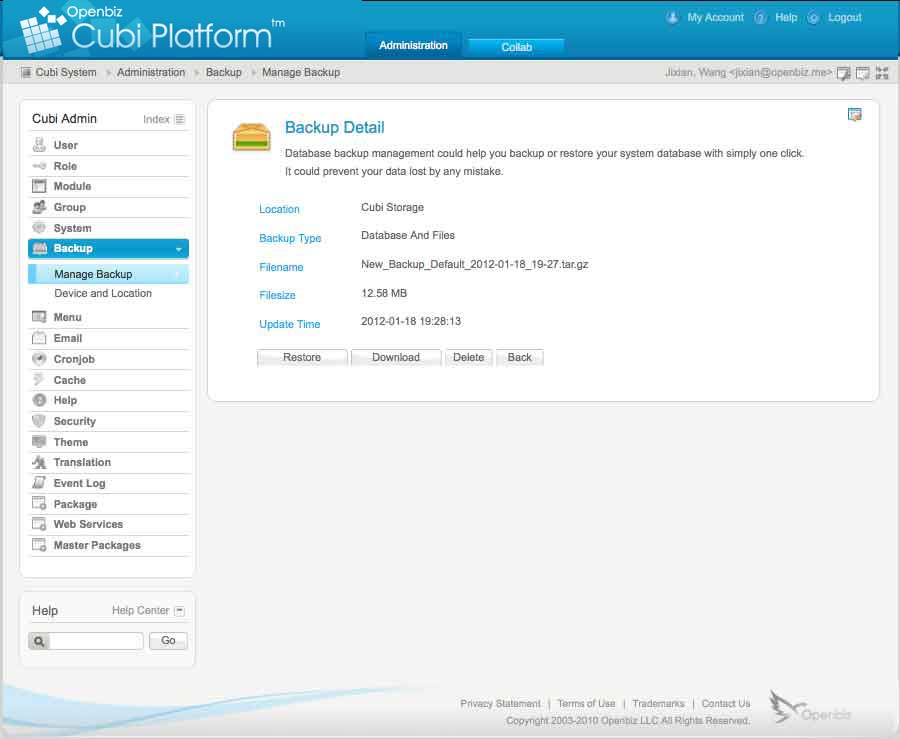 Openbiz
Cubi Platform™
My Account Help Logout
Administration Collab
Cubi System Administration Backup Manage Backup
Jixian, Wang <jixian@openbiz.me>
Cubi Admin Index
User
Role
Module
Group
System
Backup
Manage Backup
Device and Location
Menu
Email
Cronjob
Cache
Help
Security
Theme
Translation
Event Log
Package
Web Services
Master Packages
Help Help Center
Go
Backup Detail
Database backup management could help you backup or restore your system database with simply one click.
It could prevent your data lost by any mistake.
Location Cubi Storage
Backup Type Database And Files
Filename New_Backup_Default_2012-01-18_19-27.tar.gz
Filesize 12.58 MB
Update Time 2012-01-18 19:28:13
Restore Download Delete Back
Privacy Statement | Terms of Use | Trademarks | Contact Us
Copyright 2003-2010 Openbiz LLC All Rights Reserved.
Openbiz